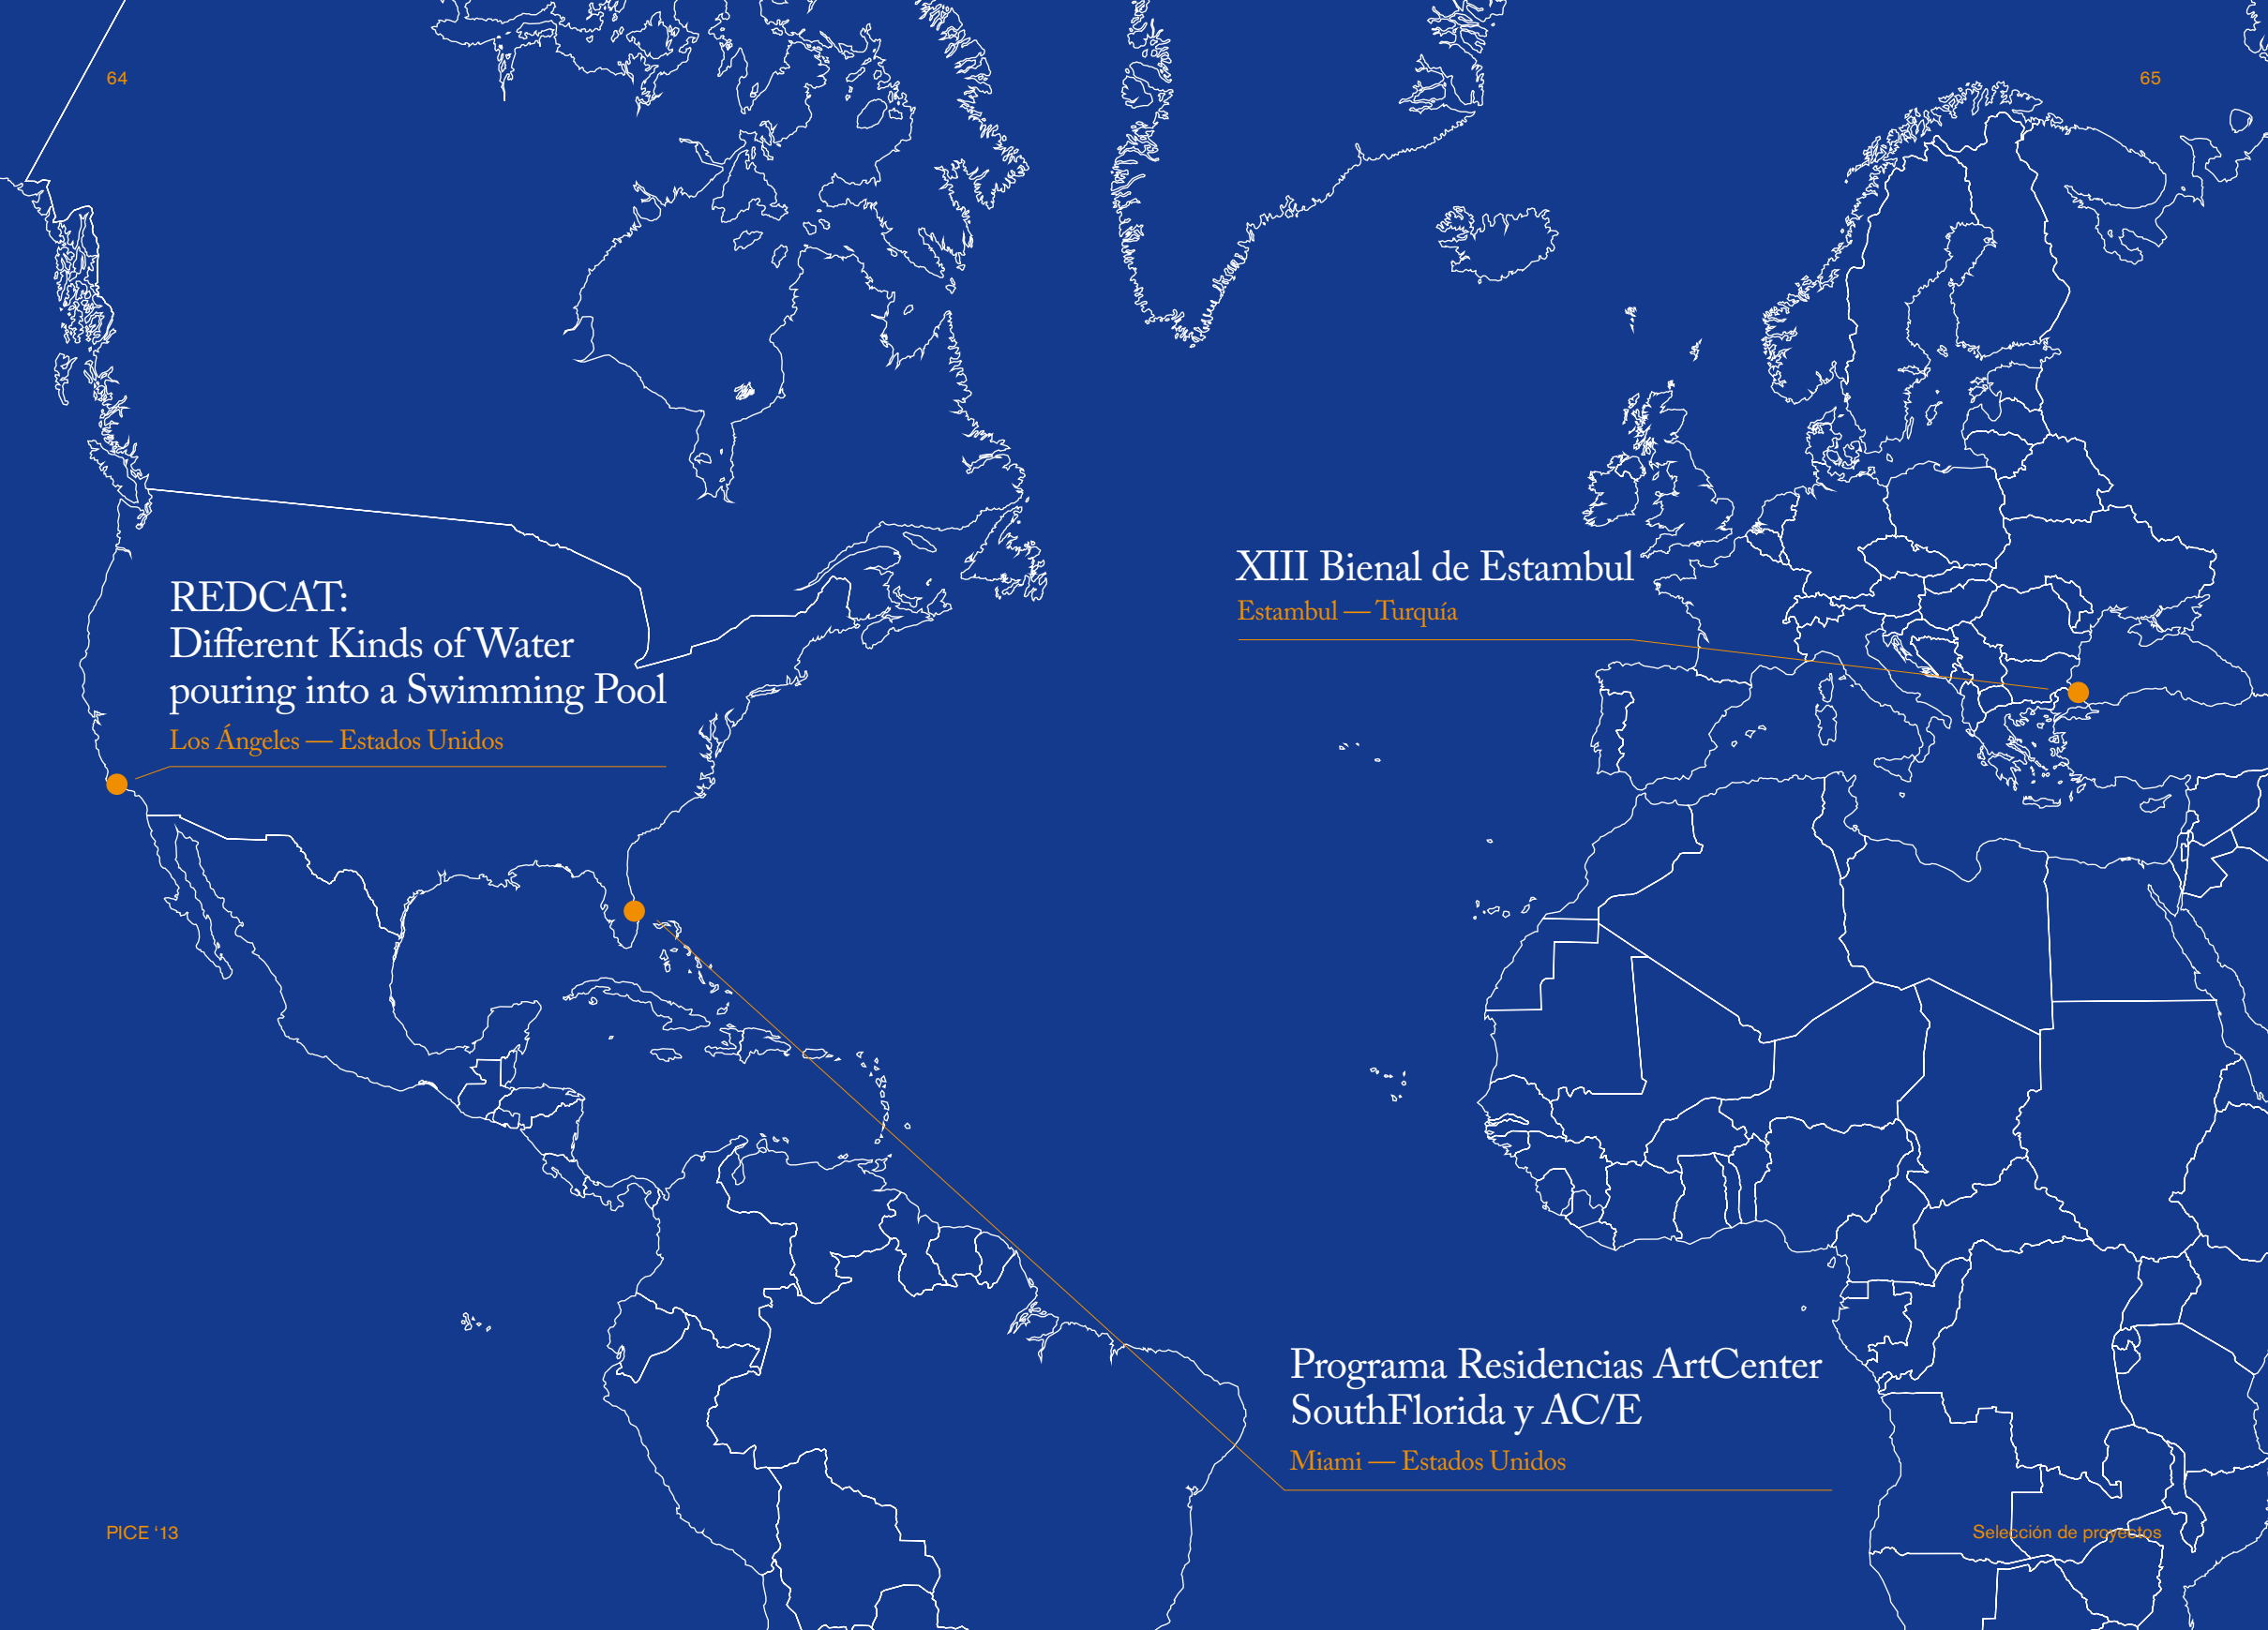 64
65
REDCAT:
Different Kinds of Water
pouring into a Swimming Pool
Los Ángeles — Estados Unidos
XIII Bienal de Estambul
Estambul — Turquía
Programa Residencias ArtCenter
SouthFlorida y AC/E
Miami — Estados Unidos
PICE ‘13
Selección de proyectos